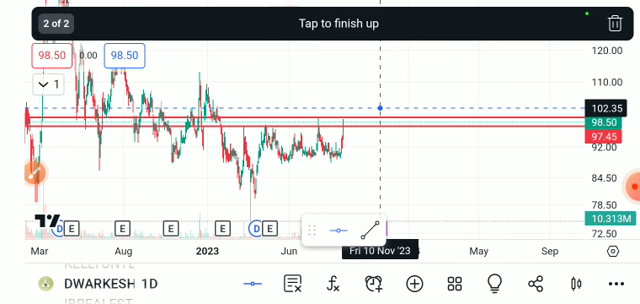 2 of 2
Tap to finish up
98.50 0.00 98.50
1
120.00
110.00
102.35
98.50
97.45
92.00
84.50
78.50
10.313M
72.50
D E E E E D E
Mar Aug 2023 Jun Fri 10 Nov '23 May Sep
DWARKESH 1D